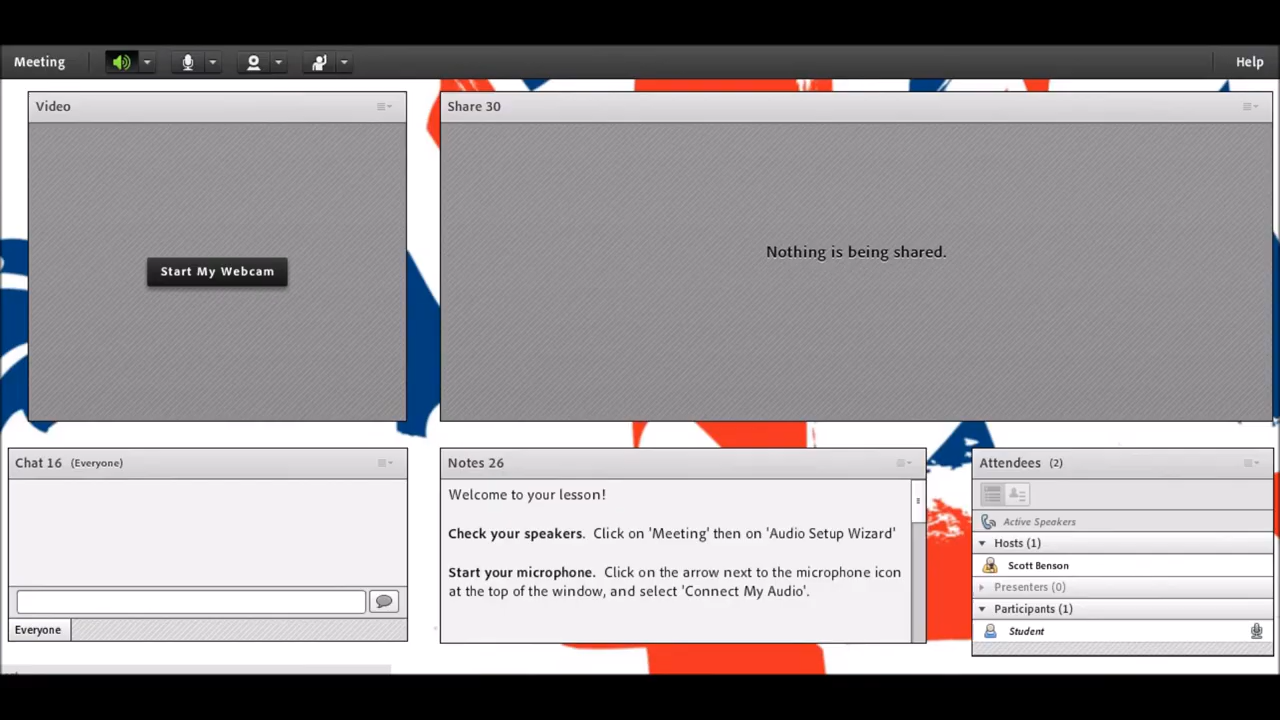 Meeting
Help
Video
Start My Webcam
Share 30
Nothing is being shared.
Chat 16 (Everyone)
Everyone
Notes 26
Welcome to your lesson!
Check your speakers. Click on 'Meeting' then on 'Audio Setup Wizard'
Start your microphone. Click on the arrow next to the microphone icon
at the top of the window, and select 'Connect My Audio'.
Attendees (2)
Active Speakers
Hosts (1)
Scott Benson
Presenters (0)
Participants (1)
Student